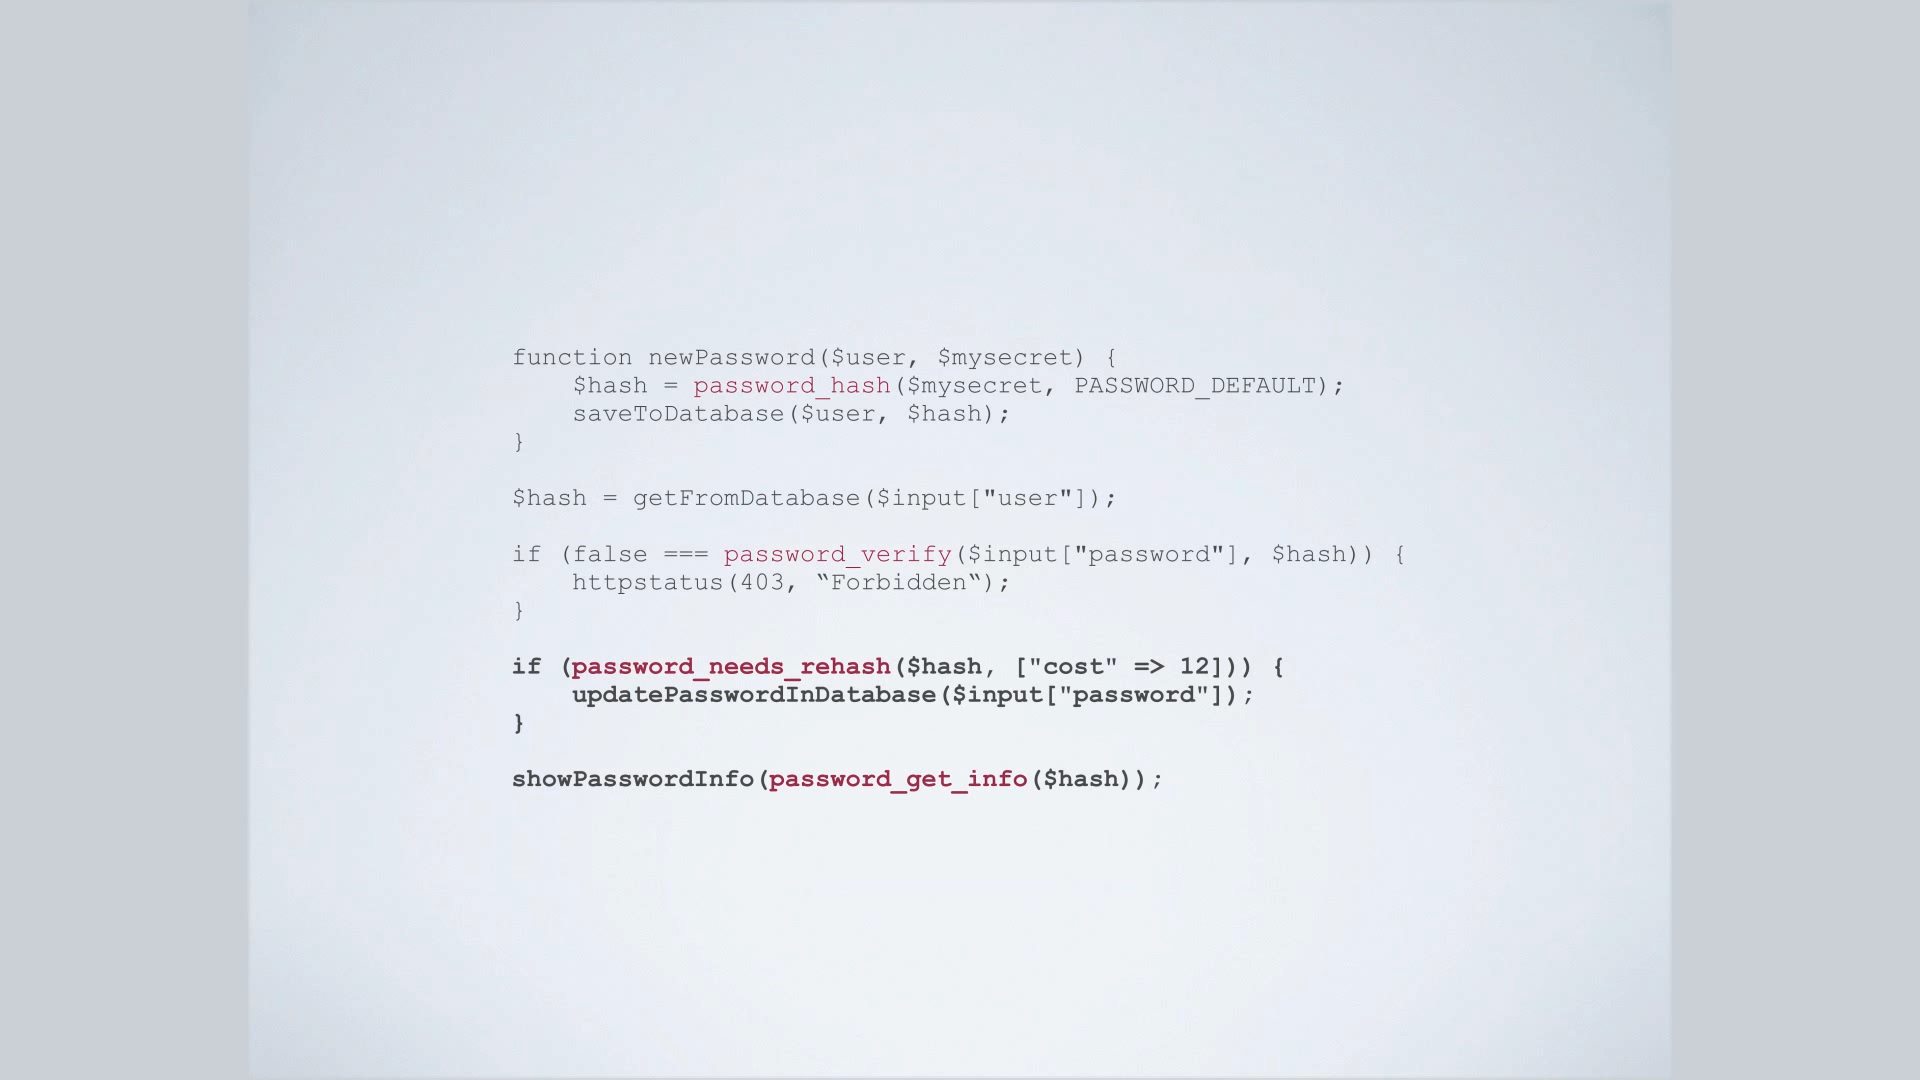 function newPassword($user, $mysecret) {
    $hash = password_hash($mysecret, PASSWORD_DEFAULT);
    saveToDatabase($user, $hash);
}
$hash = getFromDatabase($input["user"]);
if (false === password_verify($input["password"], $hash)) {
    httpstatus(403, “Forbidden“);
}
if (password_needs_rehash($hash, ["cost" => 12])) {
    updatePasswordInDatabase($input["password"]);
}
showPasswordInfo(password_get_info($hash));